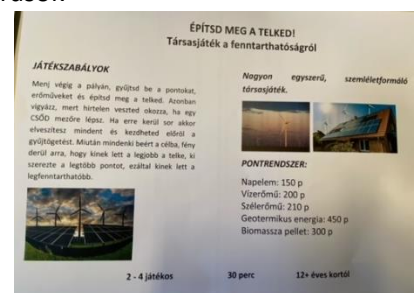 ÉPÍTSD MEG A TELKED!
Társasjáték a fenntarthatóságról
JÁTÉKSZABÁLYOK
Menj végig a pályán, gyűjtsd be a pontokat,
erőműveket és építsd meg a telked. Azonban
vigyázz, mert hirtelen veszted okozza, ha egy
CSŐD mezőre lépsz. Ha erre kerül sor akkor
elveszítesz mindent és kezdheted elölről a
gyűjtögetést. Miután mindenki beért a célba, fény
derül arra, hogy kinek lett a legjobb a telke, ki
szerezte a legtöbb pontot, ezáltal kinek lett a
legfenntarthatóbb.
Nagyon egyszerű, szemléletformáló
társasjáték.
PONTRENDSZER:
Napelem: 150 p
Vízerőmű: 200 p
Szélerőmű: 210 p
Geotermikus energia: 450 p
Biomassza pellet: 300 p
2 - 4 játékos 30 perc 12+ éves kortól